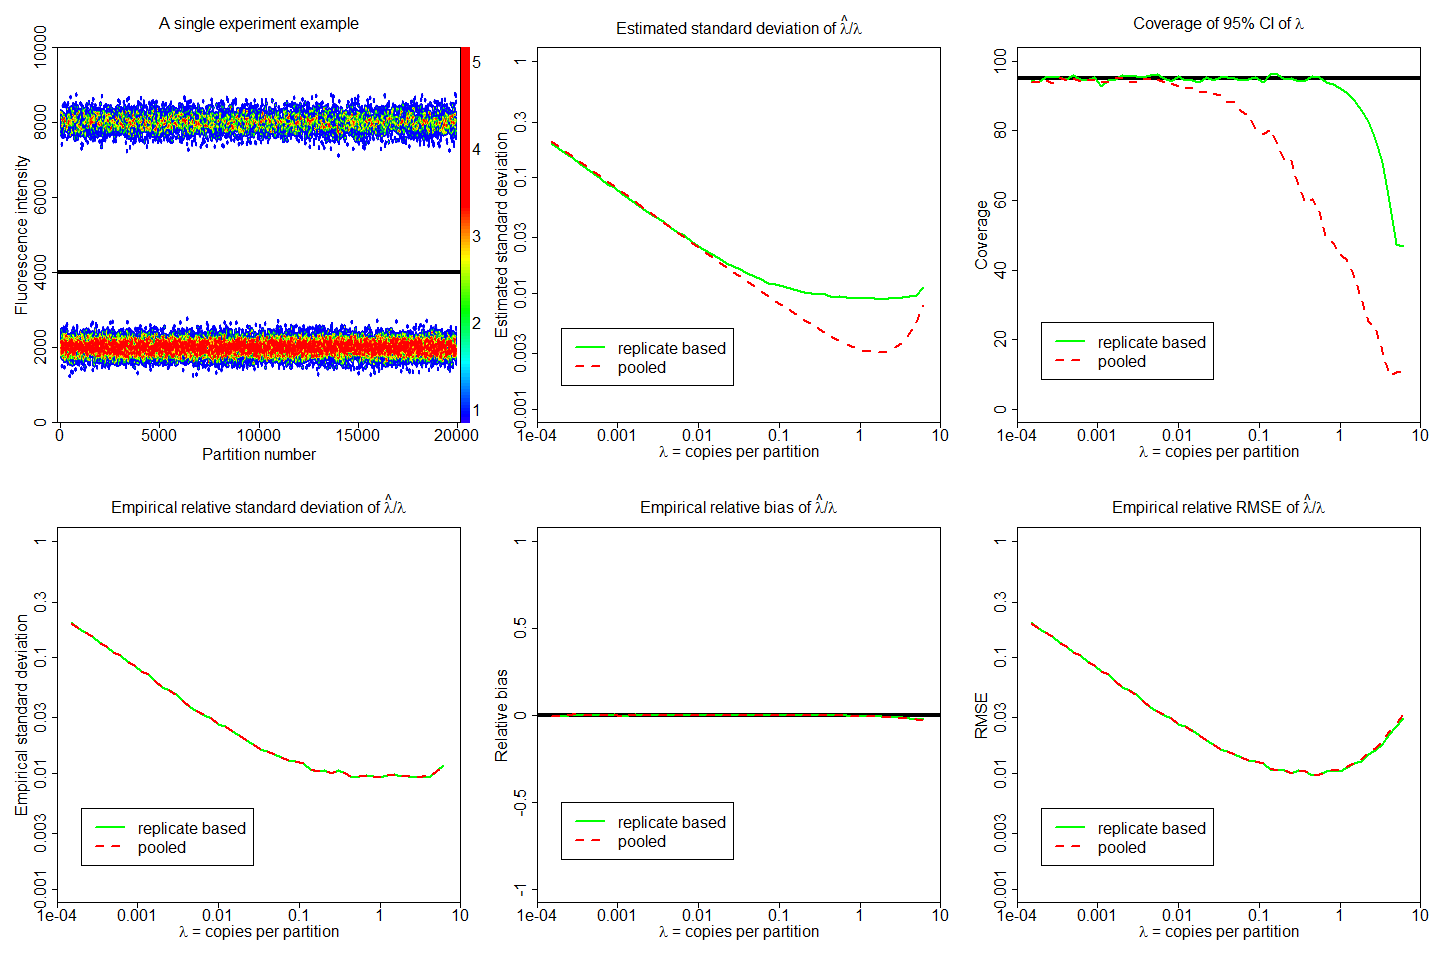 A single experiment example
Fluorescence intensity
10000
8000
6000
4000
2000
0
5
4
3
2
1
0 5000 10000 15000 20000
Partition number
Estimated standard deviation of λ̂/λ
Estimated standard deviation
1
0.3
0.1
0.03
0.01
0.003
0.001
replicate based
pooled
1e-04 0.001 0.01 0.1 1 10
λ = copies per partition
Coverage of 95% CI of λ
Coverage
100
80
60
40
20
0
replicate based
pooled
1e-04 0.001 0.01 0.1 1 10
λ = copies per partition
Empirical relative standard deviation of λ̂/λ
Empirical standard deviation
1
0.3
0.1
0.03
0.01
0.003
0.001
replicate based
pooled
1e-04 0.001 0.01 0.1 1 10
λ = copies per partition
Empirical relative bias of λ̂/λ
Relative bias
1
0.5
0
-0.5
-1
replicate based
pooled
1e-04 0.001 0.01 0.1 1 10
λ = copies per partition
Empirical relative RMSE of λ̂/λ
RMSE
1
0.3
0.1
0.03
0.01
0.003
0.001
replicate based
pooled
1e-04 0.001 0.01 0.1 1 10
λ = copies per partition